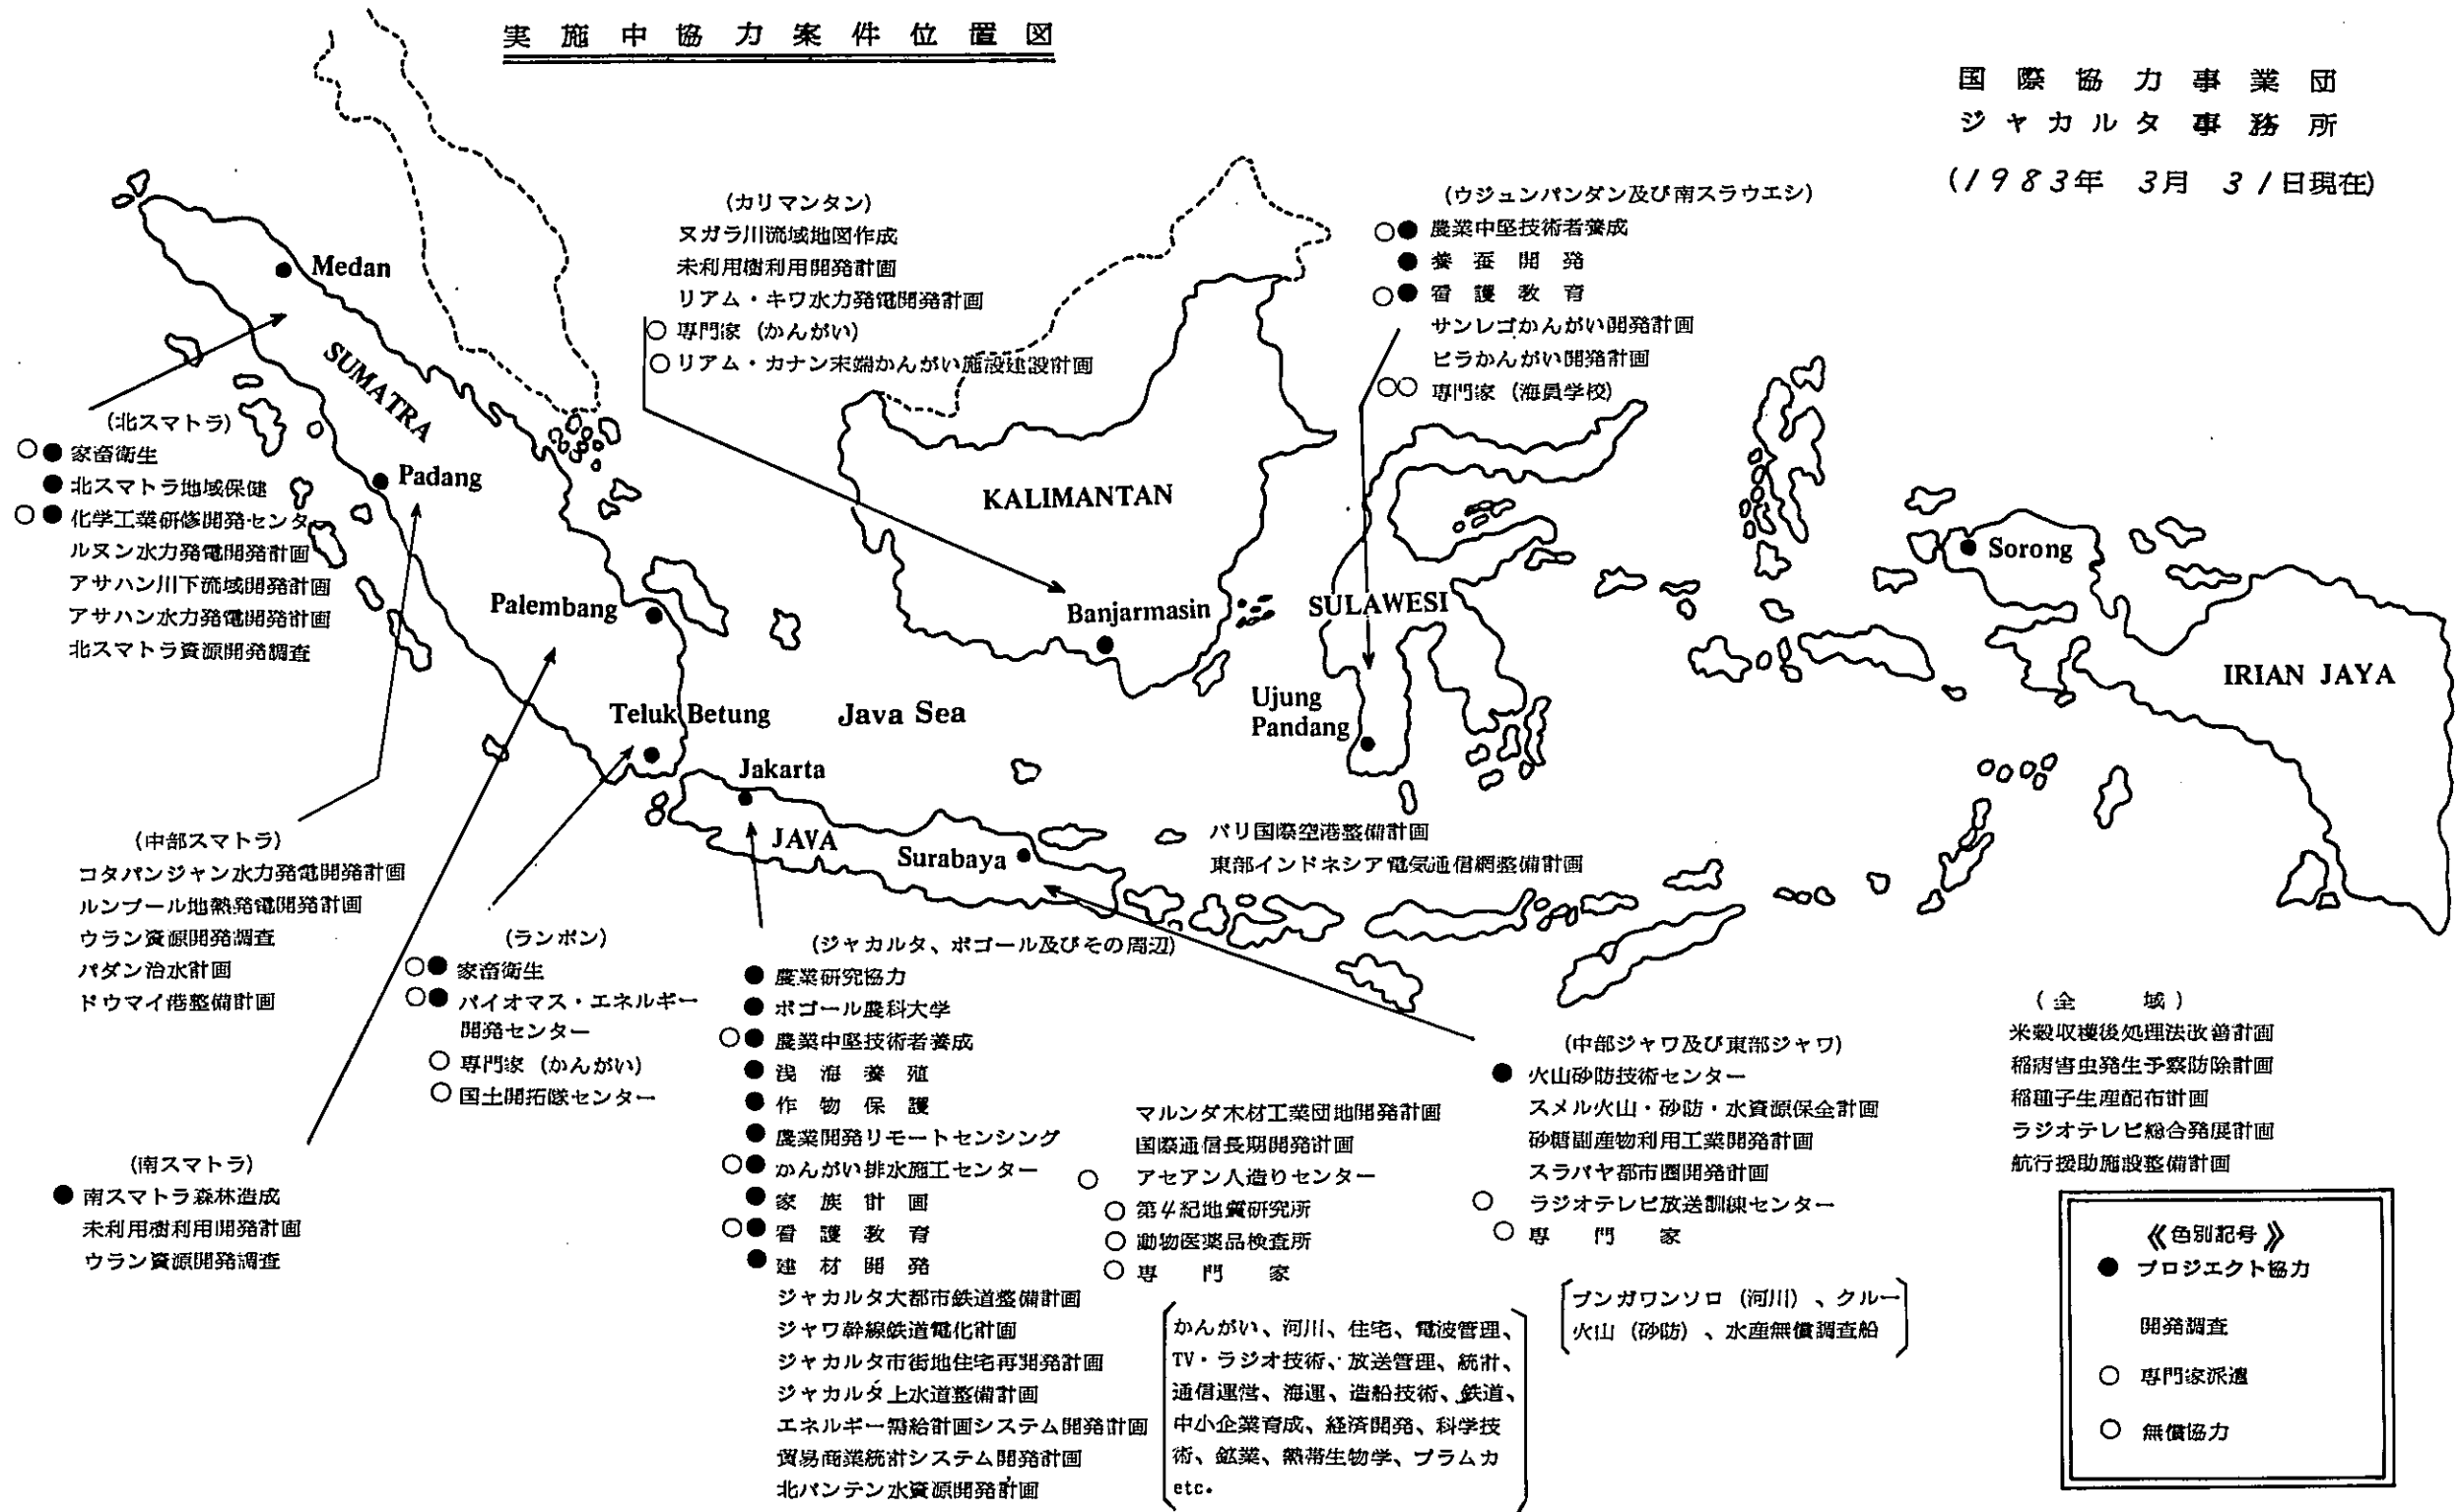 実施中協力案件位置図
国際協力事業団
ジャカルタ事務所
(1983年 3月 31日現在)
(カリマンタン)
ヌガラ川流域地図作成
未利用樹利用開発計画
リアム・キワ水力発電開発計画
○ 専門家 (かんがい)
○ リアム・カナン末端かんがい施設建設計画
(ウジュンパンダン及び南スラウエシ)
○● 農業中堅技術者養成
● 養蚕開発
○● 看護教育
サンレゴかんがい開発計画
ビラかんがい開発計画
○○ 専門家 (海員学校)
Medan
SUMATRA
Padang
Palembang
Teluk Betung
Java Sea
Jakarta
JAVA
Surabaya
KALIMANTAN
Banjarmasin
SULAWESI
Ujung
Pandang
Sorong
IRIAN JAYA
(北スマトラ)
○● 家畜衛生
● 北スマトラ地域保健
○● 化学工業研修開発センター
ルヌン水力発電開発計画
アサハン川下流域開発計画
アサハン水力発電開発計画
北スマトラ資源開発調査
(中部スマトラ)
コタパンジャン水力発電開発計画
ルンプール地熱発電開発計画
ウラン資源開発調査
パダン治水計画
ドウマイ港整備計画
(南スマトラ)
● 南スマトラ森林造成
未利用樹利用開発計画
ウラン資源開発調査
(ランポン)
○● 家畜衛生
○● バイオマス・エネルギー
開発センター
○ 専門家 (かんがい)
○ 国土開拓隊センター
バリ国際空港整備計画
東部インドネシア電気通信網整備計画
(ジャカルタ、ボゴール及びその周辺)
● 農業研究協力
● ボゴール農科大学
○● 農業中堅技術者養成
● 浅海養殖
● 作物保護
● 農業開発リモートセンシング
○● かんがい排水施工センター
● 家族計画
○● 看護教育
● 建材開発
ジャカルタ大都市鉄道整備計画
ジャワ幹線鉄道電化計画
ジャカルタ市街地住宅再開発計画
ジャカルタ上水道整備計画
エネルギー需給計画システム開発計画
貿易商業統計システム開発計画
北バンテン水資源開発計画
マルンダ木材工業団地開発計画
国際通信長期開発計画
○ アセアン人造りセンター
○ 第4紀地質研究所
○ 動物医薬品検査所
○ 専門家
かんがい、河川、住宅、電波管理、
TV・ラジオ技術、放送管理、統計、
通信運営、海運、造船技術、鉄道、
中小企業育成、経済開発、科学技
術、鉱業、熱帯生物学、プラムカ
etc.
(中部ジャワ及び東部ジャワ)
● 火山砂防技術センター
スメル火山・砂防・水資源保全計画
砂糖副産物利用工業開発計画
スラバヤ都市圏開発計画
○ ラジオテレビ放送訓練センター
○ 専門家
ブンガワンソロ (河川) 、クルー
火山 (砂防) 、水産無償調査船
(全域)
米穀収穫後処理法改善計画
稲病害虫発生予察防除計画
稲種子生産配布計画
ラジオテレビ総合発展計画
航行援助施設整備計画
《色別記号》
● プロジェクト協力
開発調査
○ 専門家派遣
○ 無償協力